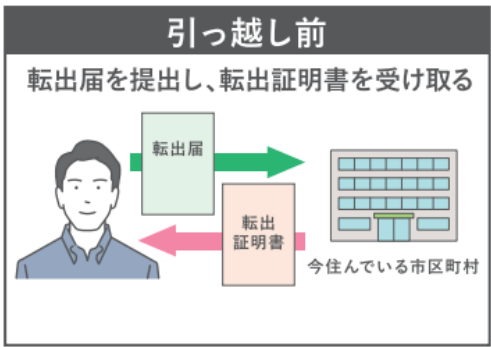 引っ越し前
転出届を提出し、転出証明書を受け取る
転出届
転出
証明書
今住んでいる市区町村